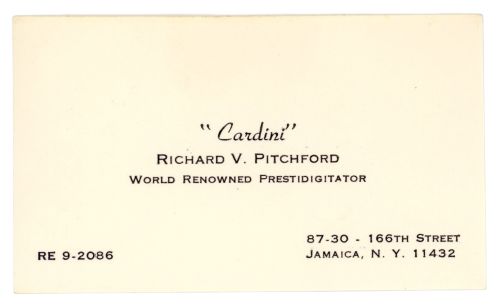 "Cardini"
RICHARD V. PITCHFORD
WORLD RENOWNED PRESTIDIGITATOR
RE 9-2086
87-30 - 166TH STREET
JAMAICA, N. Y. 11432